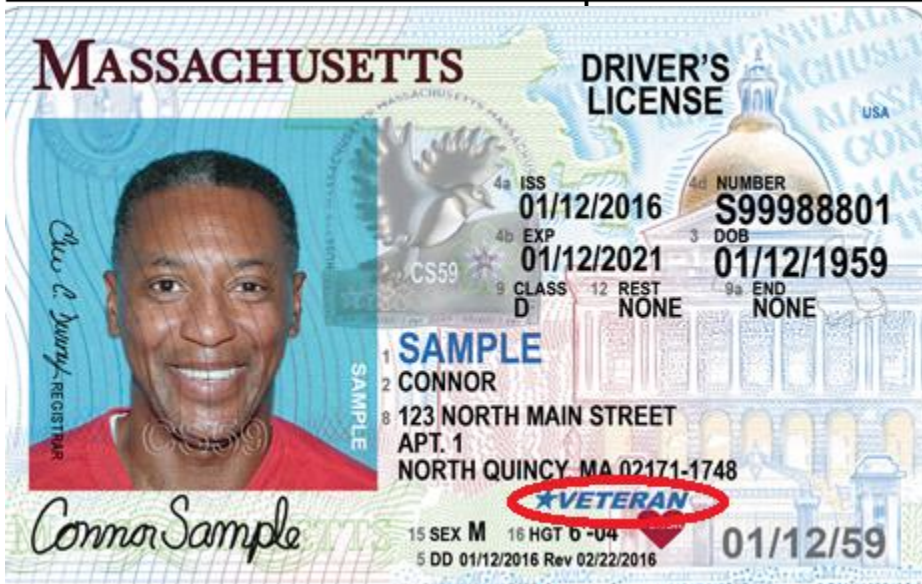 MASSACHUSETTS
DRIVER'S
LICENSE
USA
4a ISS
01/12/2016
4d NUMBER
S99988801
4b EXP
01/12/2021
3 DOB
01/12/1959
9 CLASS
D
12 REST
NONE
9a END
NONE
CS59
1 SAMPLE
2 CONNOR
8 123 NORTH MAIN STREET
APT. 1
NORTH QUINCY MA 02171-1748
★VETERAN
15 SEX M 16 HGT 6'-04"
5 DD 01/12/2016 Rev 02/22/2016
01/12/59
REGISTRAR
SAMPLE
CS59
Connor Sample